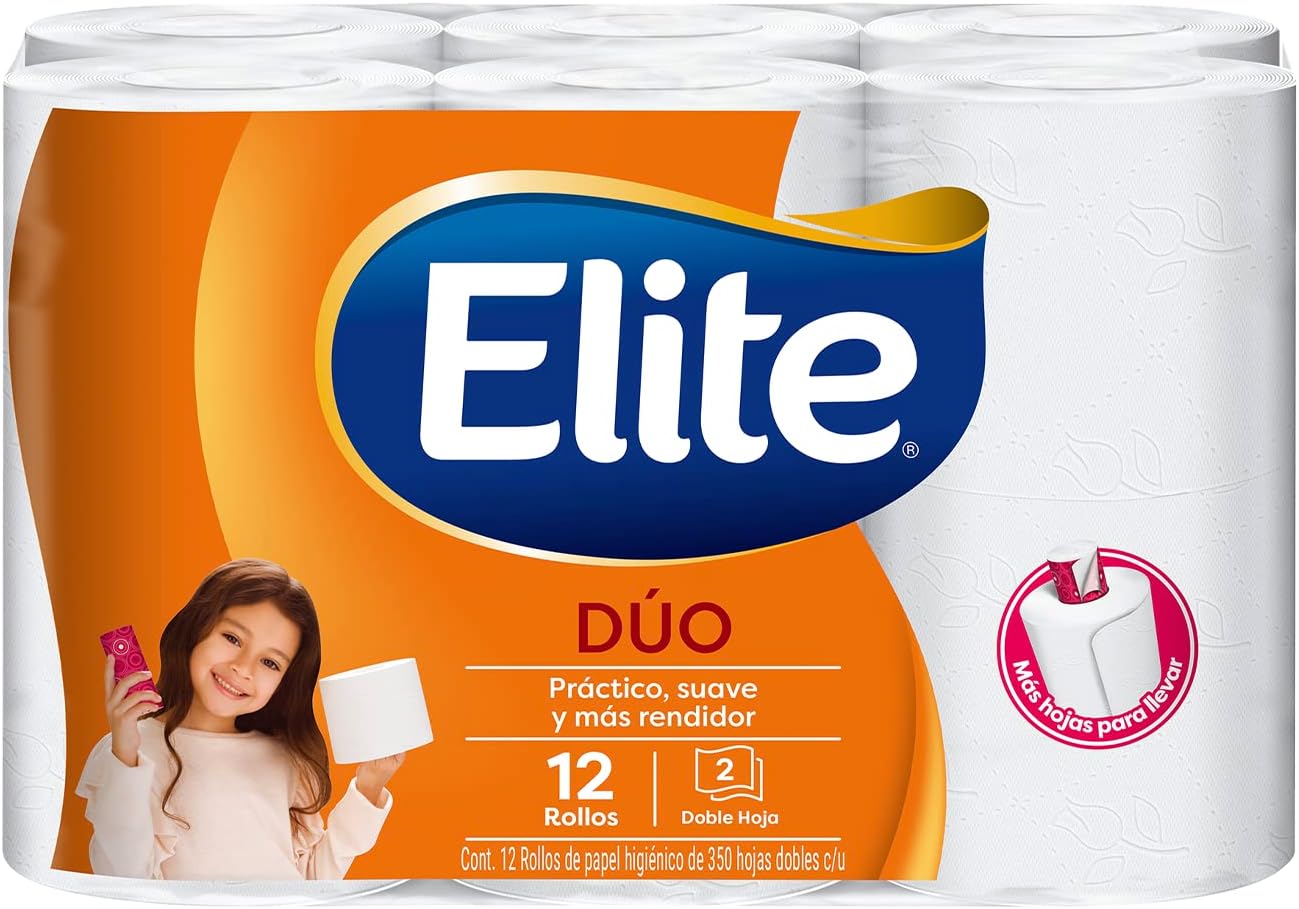 Elite
®
DÚO
Práctico, suave
y más rendidor
12
Rollos
2
Doble Hoja
Cont. 12 Rollos de papel higiénico de 350 hojas dobles c/u
Más hojas para llevar